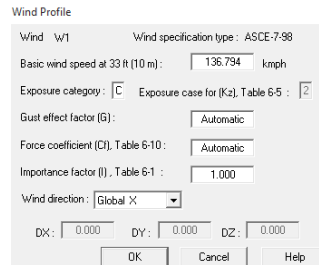 Wind Profile
Wind W1 Wind specification type : ASCE-7-98
Basic wind speed at 33 ft (10 m) : 136.794 kmph
Exposure category : C Exposure case for (Kz), Table 6-5 : 2
Gust effect factor (G) : Automatic
Force coefficient (Cf), Table 6-10 : Automatic
Importance factor (I) , Table 6-1 : 1.000
Wind direction : Global X
DX : 0.000 DY : 0.000 DZ : 0.000
OK Cancel Help